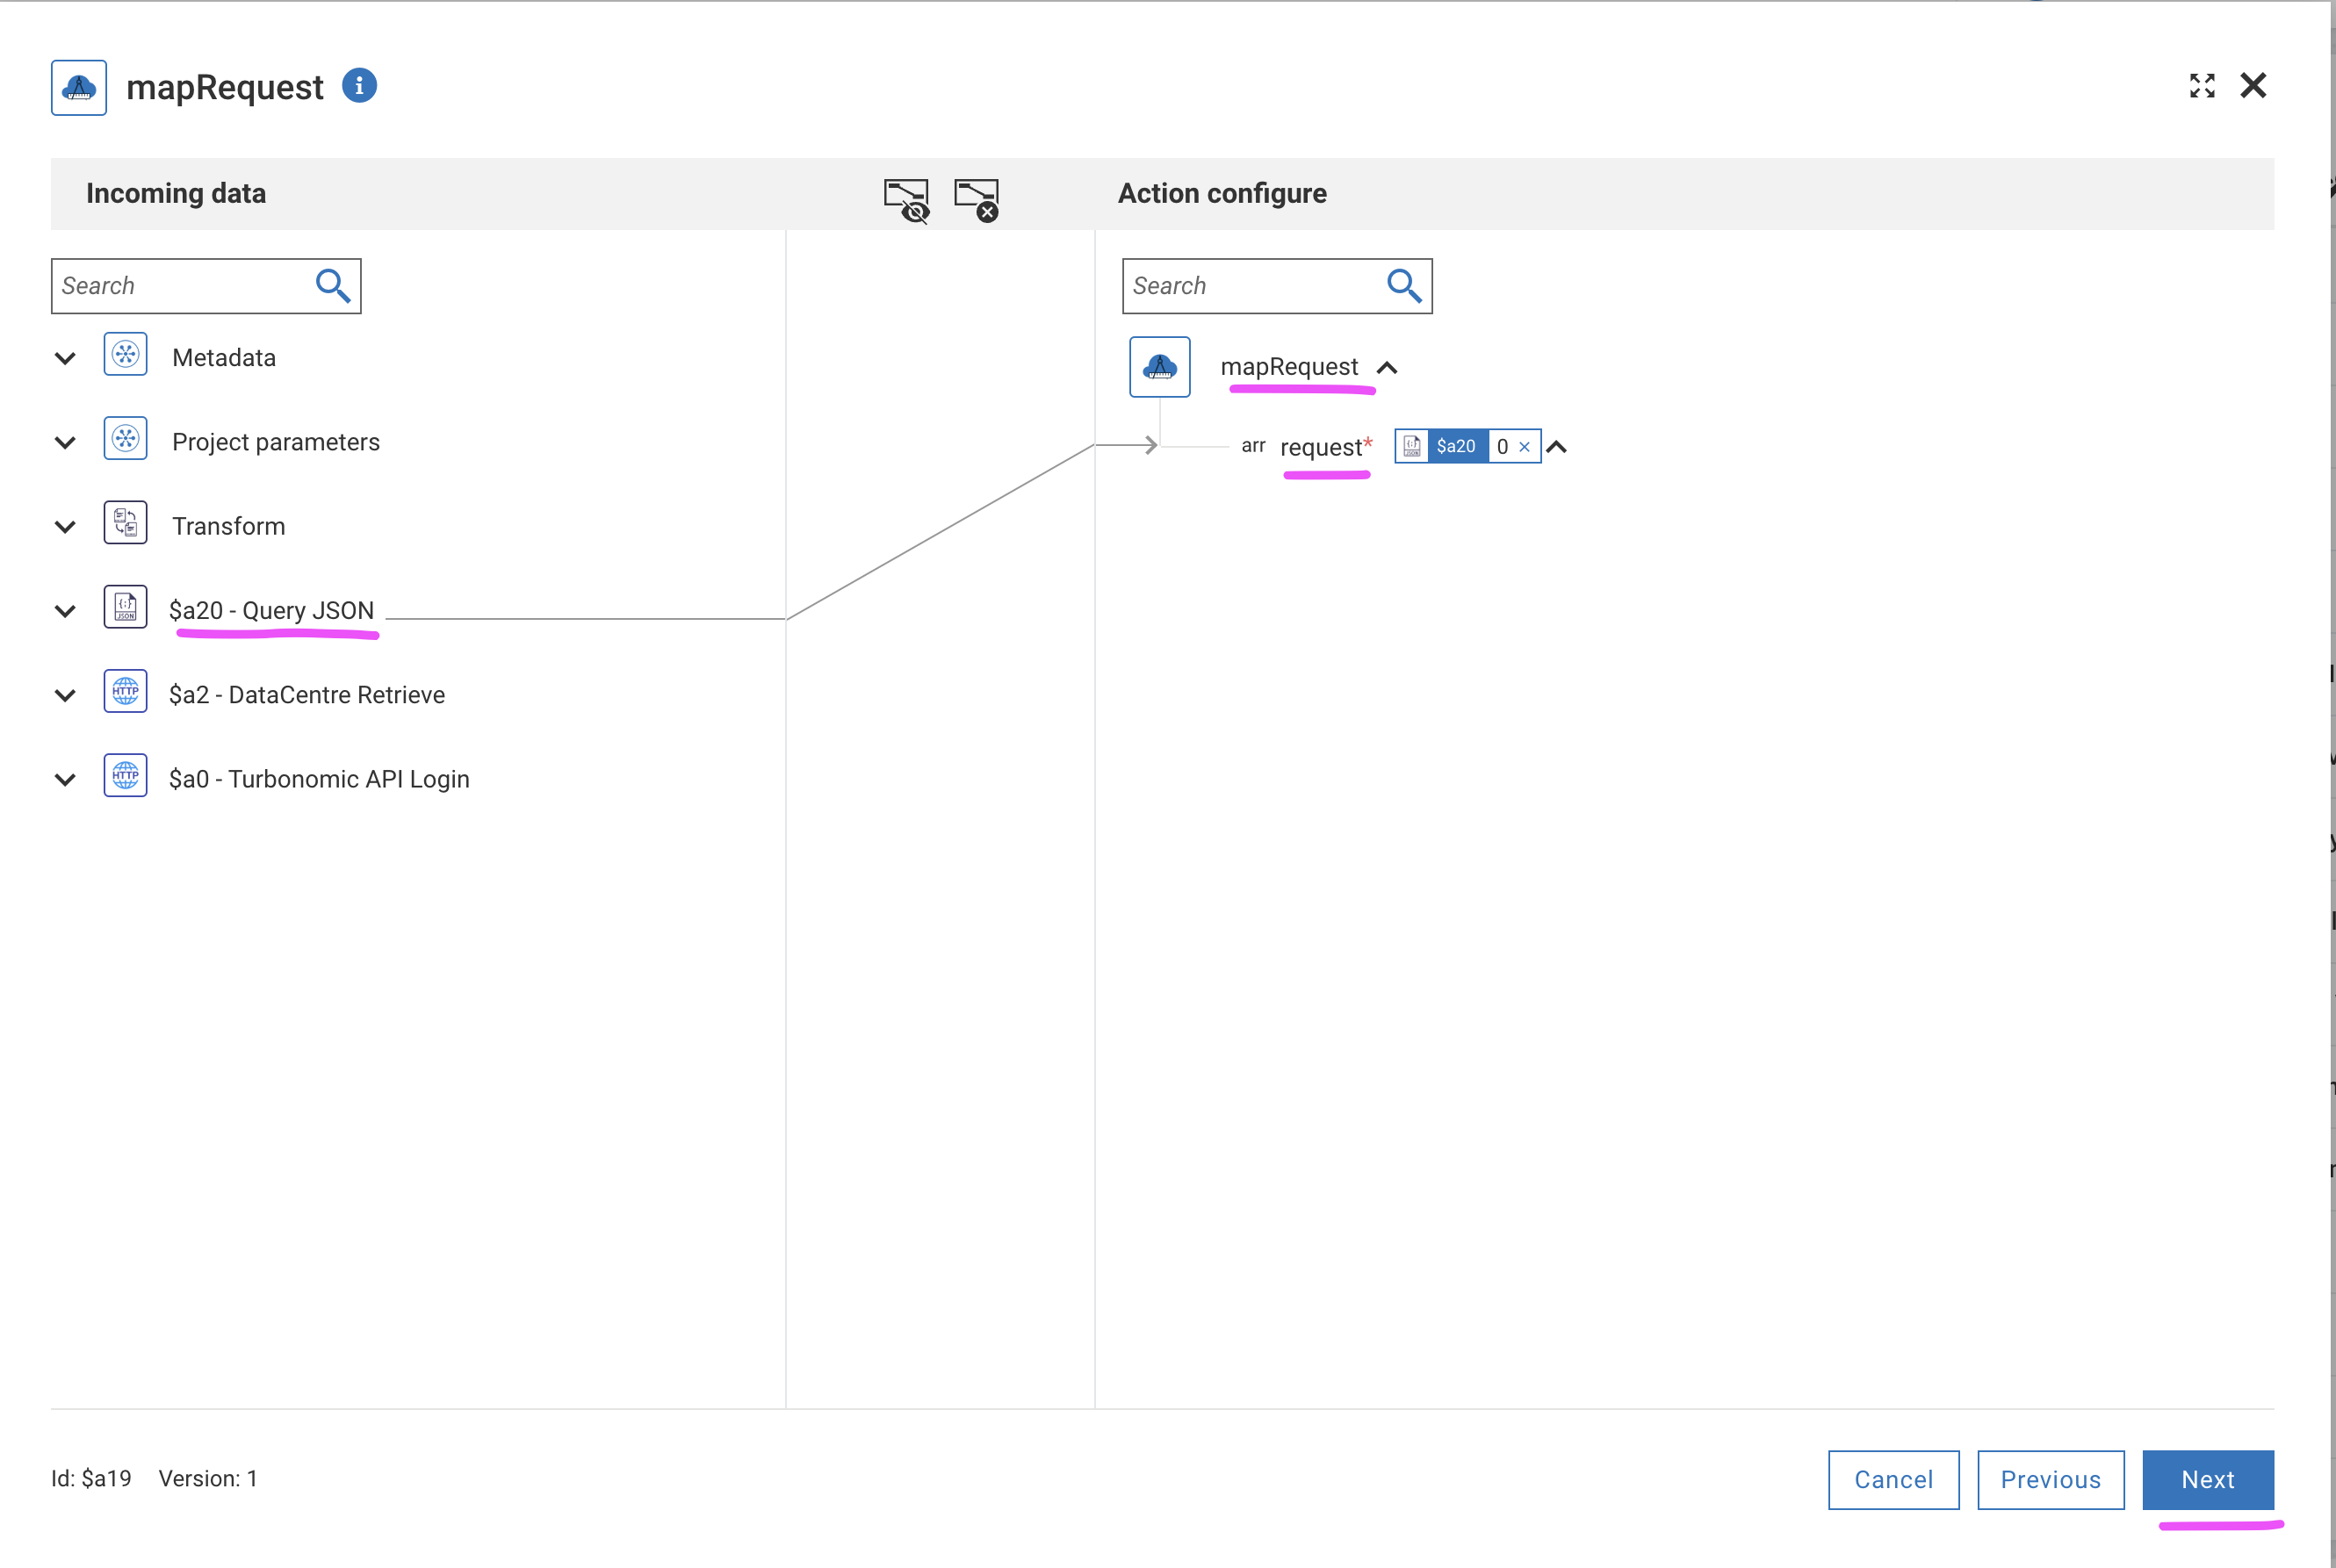 mapRequest
Incoming data
Action configure
Search
Search
Metadata
mapRequest
Project parameters
arr request* $a20 0 ×
Transform
$a20 - Query JSON
$a2 - DataCentre Retrieve
$a0 - Turbonomic API Login
Id: $a19 Version: 1
Cancel Previous Next